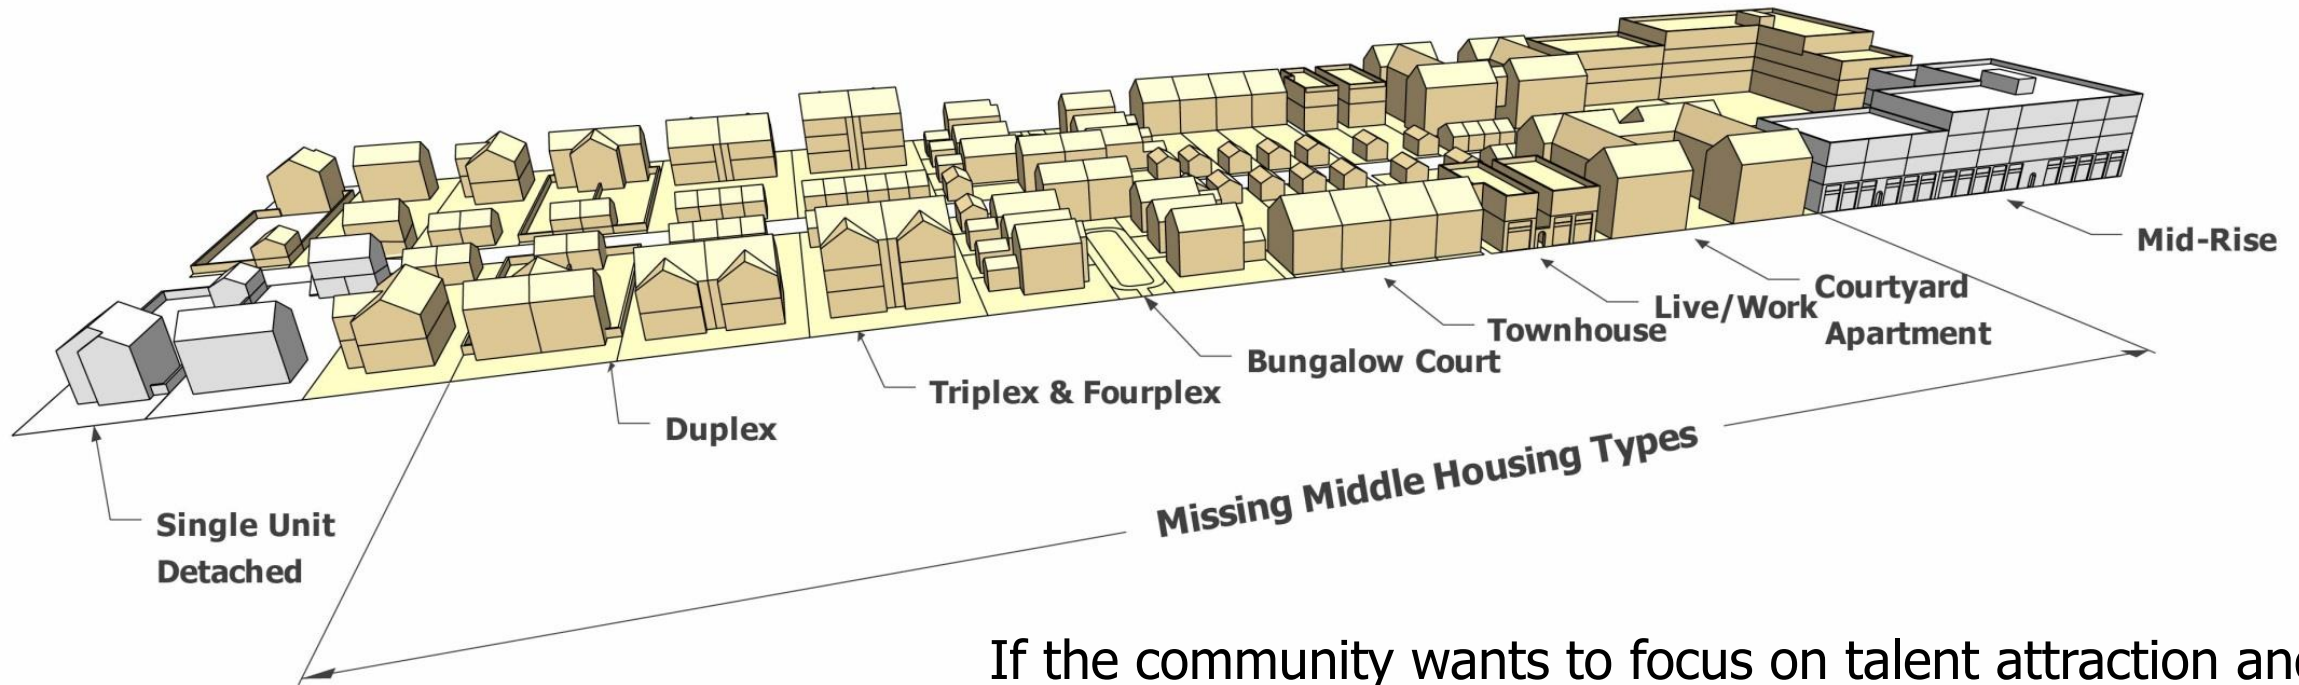 Mid-Rise
Courtyard
Apartment
Live/Work
Townhouse
Bungalow Court
Triplex & Fourplex
Duplex
Single Unit
Detached
Missing Middle Housing Types
If the community wants to focus on talent attraction and